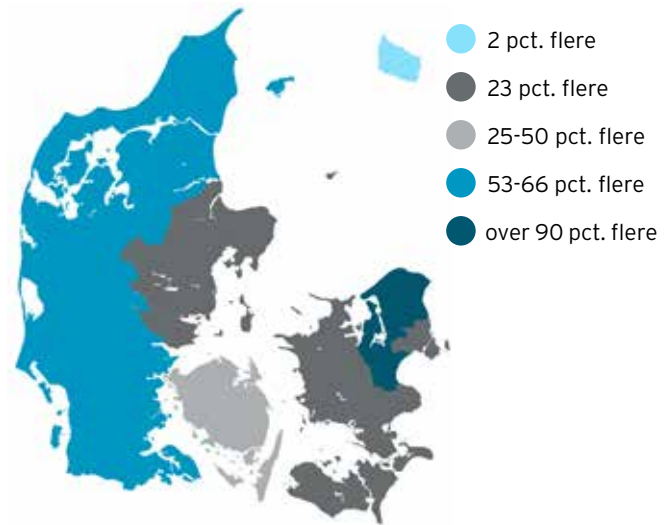 2 pct. flere
23 pct. flere
25-50 pct. flere
53-66 pct. flere
over 90 pct. flere